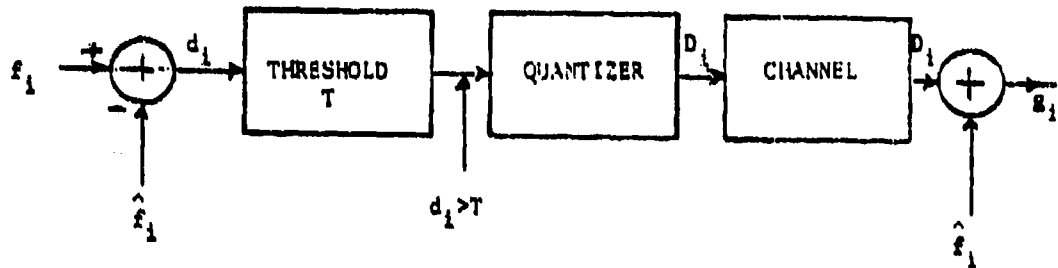 f_i
+
-
+
d_i
THRESHOLD
T
QUANTIZER
D_i
CHANNEL
D_i
+
g_i
f̂_i
d_i>T
f̂_i